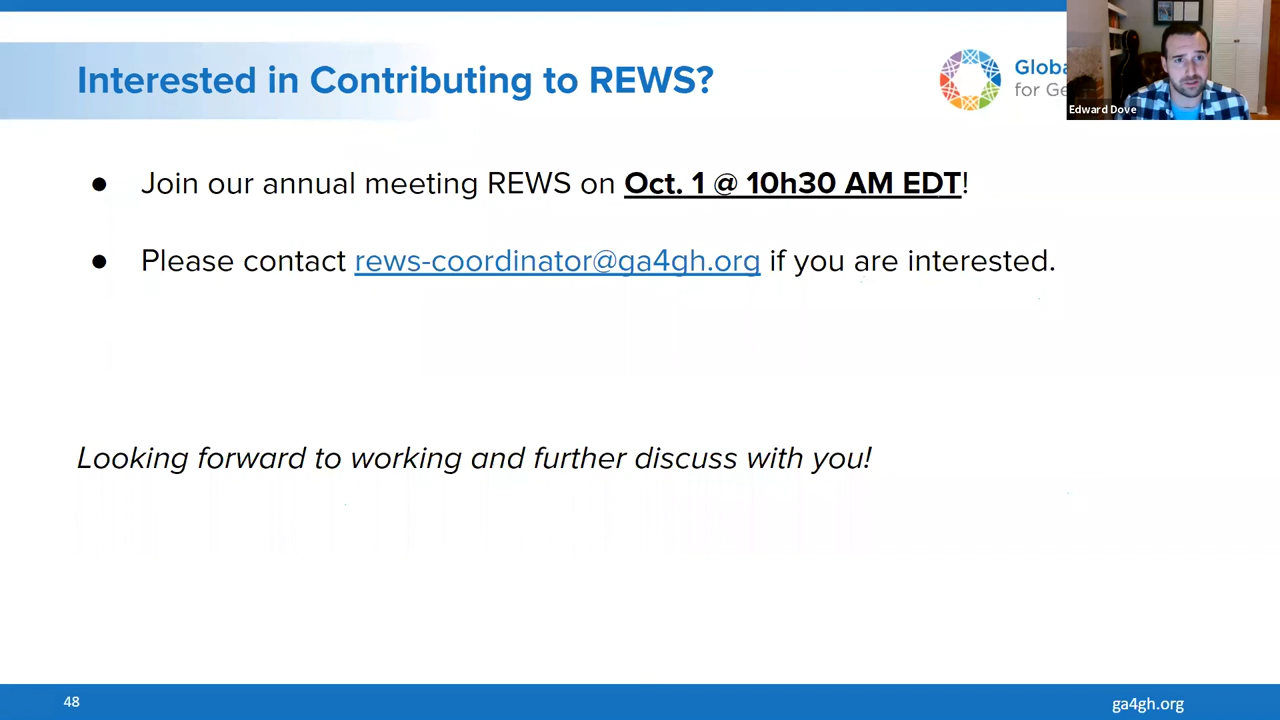 Interested in Contributing to REWS?
Globa
for Ge
Edward Dove
● Join our annual meeting REWS on Oct. 1 @ 10h30 AM EDT!
● Please contact rews-coordinator@ga4gh.org if you are interested.
Looking forward to working and further discuss with you!
48
ga4gh.org